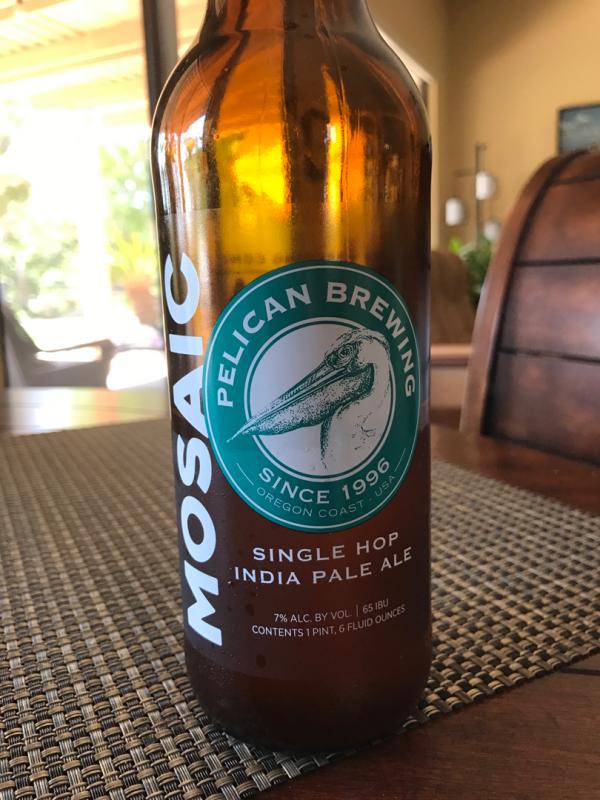 MOSAIC
PELICAN BREWING
SINCE 1996
OREGON COAST · USA
SINGLE HOP
INDIA PALE ALE
7% ALC. BY VOL. | 65 IBU
CONTENTS 1 PINT, 6 FLUID OUNCES